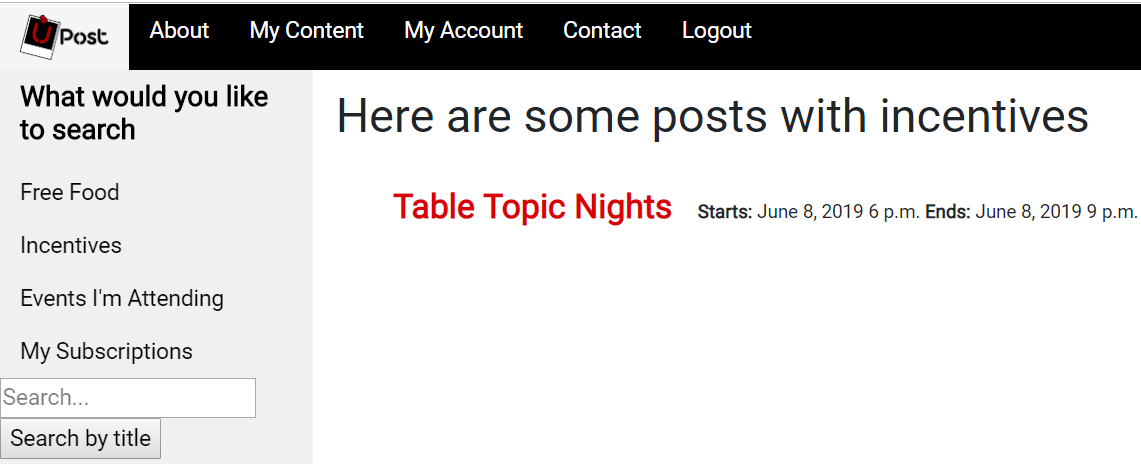 UPost About My Content My Account Contact Logout
What would you like
to search
Free Food
Incentives
Events I'm Attending
My Subscriptions
Search...
Search by title
Here are some posts with incentives
Table Topic Nights Starts: June 8, 2019 6 p.m. Ends: June 8, 2019 9 p.m.